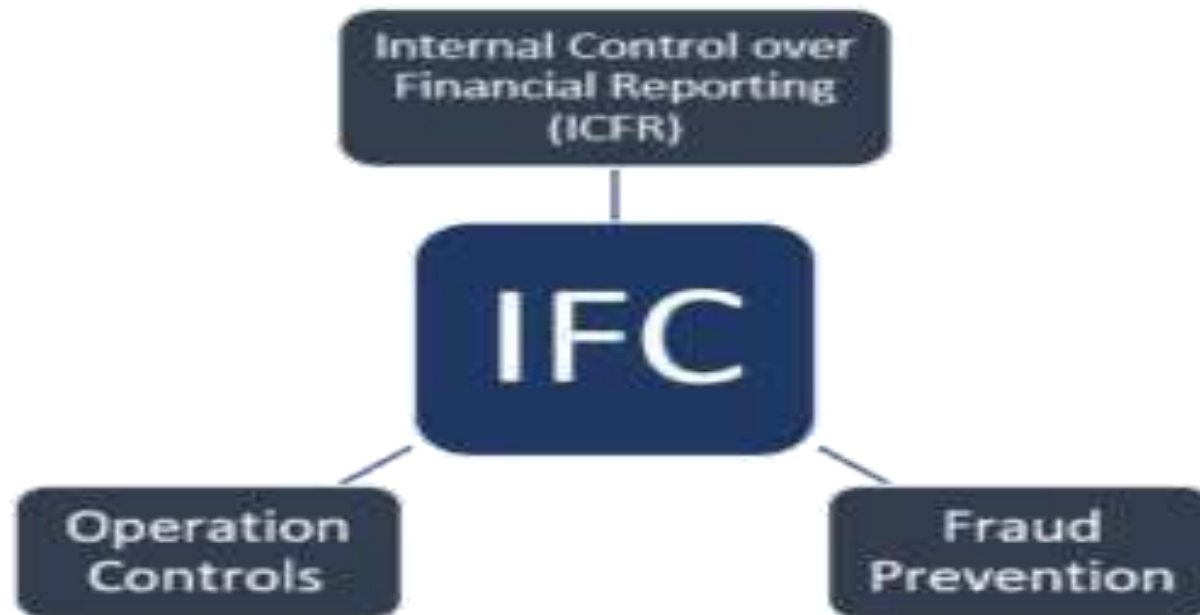 Internal Control over
Financial Reporting
(ICFR)
IFC
Operation
Controls
Fraud
Prevention